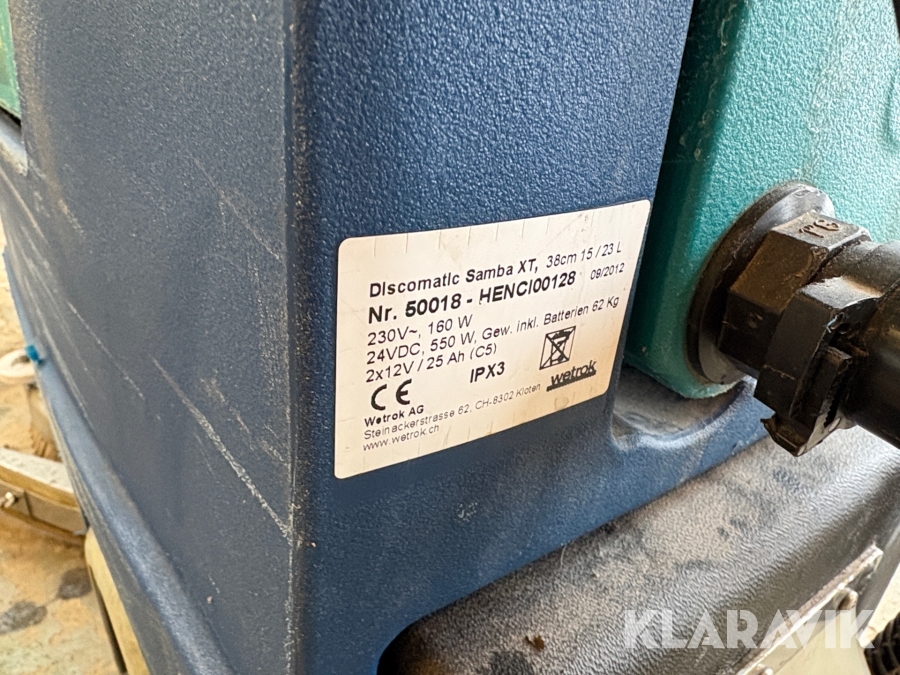 Discomatic Samba XT, 38cm 15 / 23 L
Nr. 50018 - HENCI00128 09/2012
230V~, 160 W
24VDC, 550 W, Gew. inkl. Batterien 62 Kg
2x12V / 25 Ah (C5)
CE IPX3 wetrok
Wetrok AG
Steinackerstrasse 62, CH-8302 Kloten
www.wetrok.ch
KLARAVIK